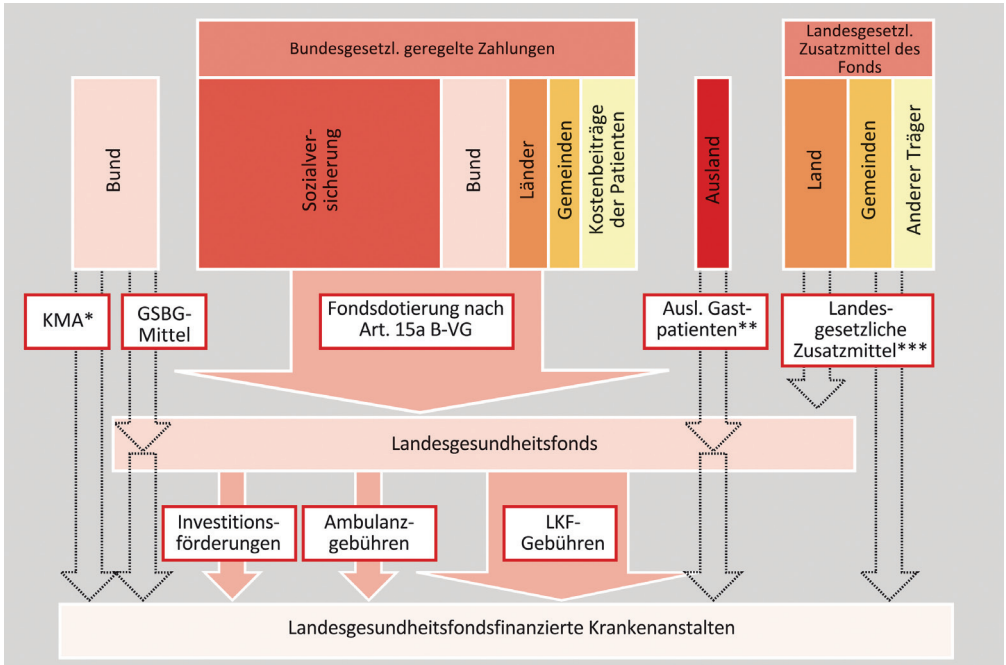 Bundesgesetzl. geregelte Zahlungen
Landesgesetzl.
Zusatzmittel des
Fonds
Bund
Sozialver-
sicherung
Bund
Länder
Gemeinden
Kostenbeiträge
der Patienten
Ausland
Land
Gemeinden
Anderer Träger
KMA*
GSBG-
Mittel
Fondsdotierung nach
Art. 15a B-VG
Ausl. Gast-
patienten**
Landes-
gesetzliche
Zusatzmittel***
Landesgesundheitsfonds
Investitions-
förderungen
Ambulanz-
gebühren
LKF-
Gebühren
Landesgesundheitsfondsfinanzierte Krankenanstalten